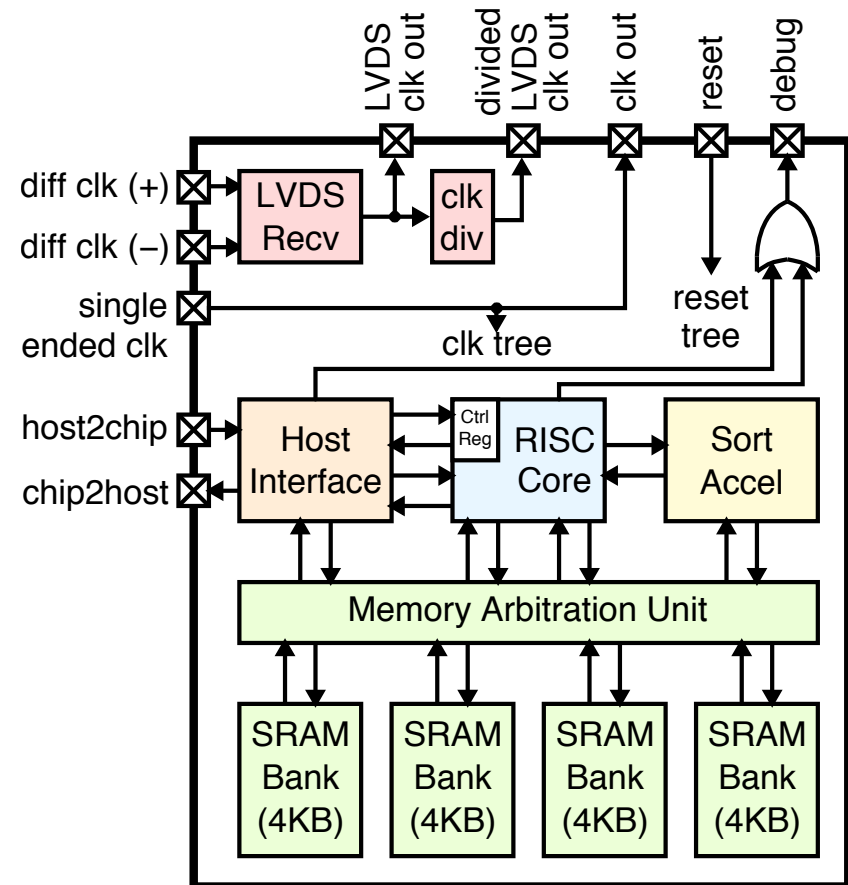 LVDS
clk out
divided
LVDS
clk out
clk out
reset
debug
diff clk (+)
diff clk (−)
LVDS
Recv
clk
div
single
ended clk
clk tree
reset
tree
host2chip
chip2host
Host
Interface
Ctrl
Reg
RISC
Core
Sort
Accel
Memory Arbitration Unit
SRAM
Bank
(4KB)
SRAM
Bank
(4KB)
SRAM
Bank
(4KB)
SRAM
Bank
(4KB)